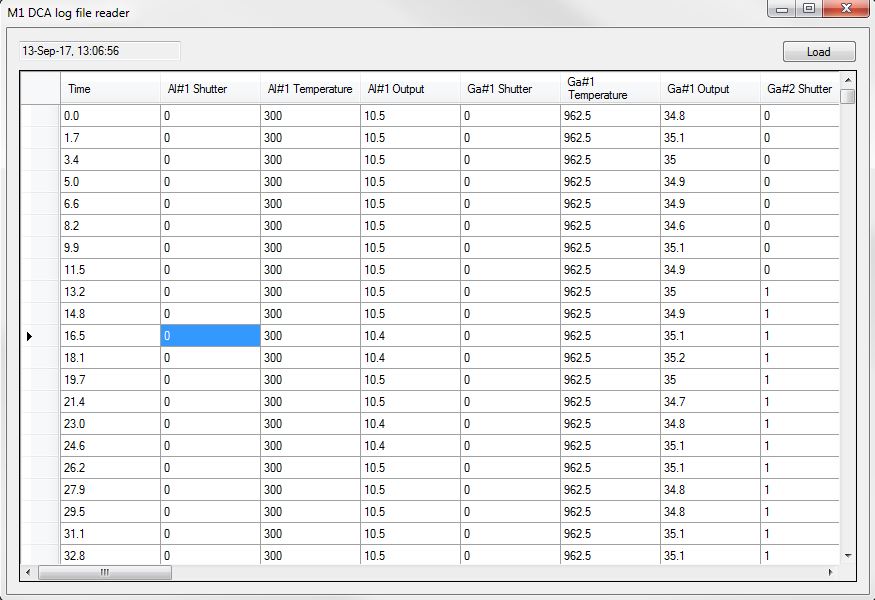 M1 DCA log file reader
13-Sep-17, 13:06:56
Load
Time Al#1 Shutter Al#1 Temperature Al#1 Output Ga#1 Shutter Ga#1 Temperature Ga#1 Output Ga#2 Shutter
0.0 0 300 10.5 0 962.5 34.8 0
1.7 0 300 10.5 0 962.5 35.1 0
3.4 0 300 10.5 0 962.5 35 0
5.0 0 300 10.5 0 962.5 34.9 0
6.6 0 300 10.5 0 962.5 34.9 0
8.2 0 300 10.5 0 962.5 34.6 0
9.9 0 300 10.5 0 962.5 35.1 0
11.5 0 300 10.5 0 962.5 34.9 0
13.2 0 300 10.5 0 962.5 35 1
14.8 0 300 10.5 0 962.5 34.9 1
16.5 0 300 10.4 0 962.5 35.1 1
18.1 0 300 10.4 0 962.5 35.2 1
19.7 0 300 10.5 0 962.5 35 1
21.4 0 300 10.5 0 962.5 34.7 1
23.0 0 300 10.4 0 962.5 34.8 1
24.6 0 300 10.4 0 962.5 35.1 1
26.2 0 300 10.5 0 962.5 35.1 1
27.9 0 300 10.5 0 962.5 34.8 1
29.5 0 300 10.5 0 962.5 34.8 1
31.1 0 300 10.5 0 962.5 35.1 1
32.8 0 300 10.5 0 962.5 35.1 1